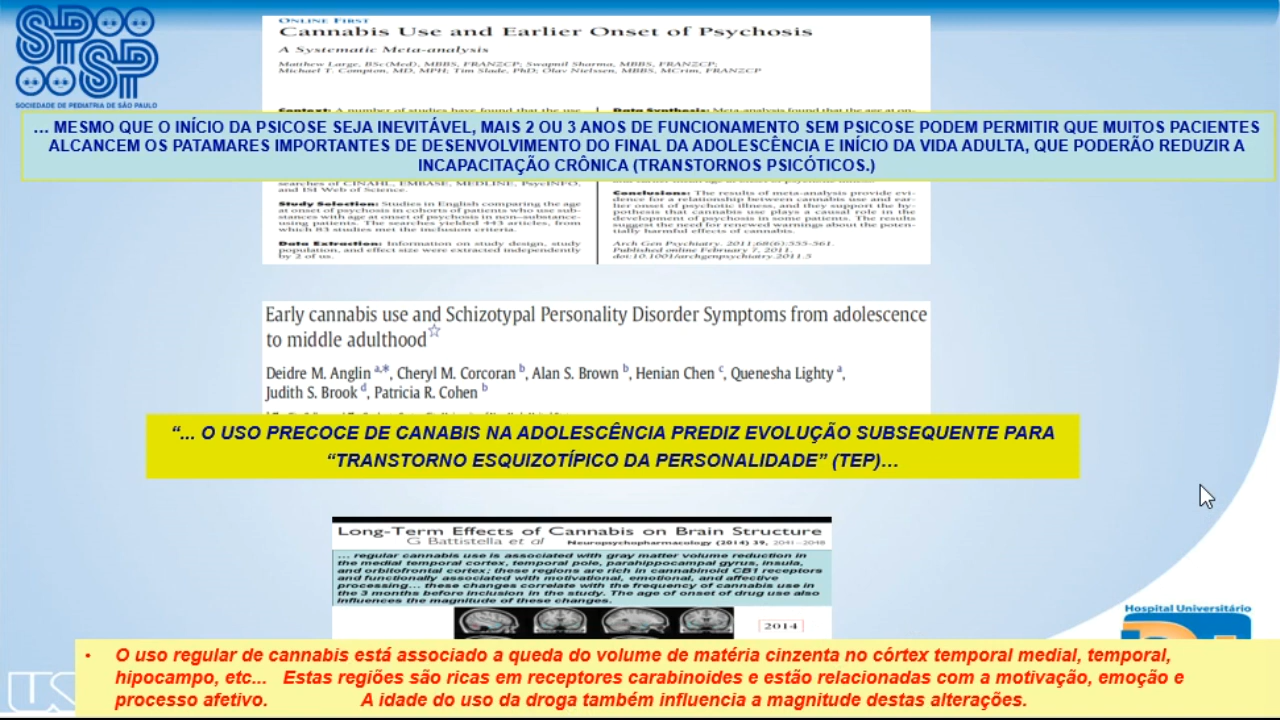 SPSP
SOCIEDADE DE PEDIATRIA DE SÃO PAULO
ONLINE FIRST
Cannabis Use and Earlier Onset of Psychosis
A Systematic Meta-analysis
Matthew Large, BSc(Med), MBBS, FRANZCP; Swapnil Sharma, MBBS, FRANZCP;
Michael T. Compton, MD, MPH; Tim Slade, PhD; Olav Nielssen, MBBS, MCrim, FRANZCP
Context: A number of studies have found that the use
Data Synthesis: Meta-analysis found that the age at on-
... MESMO QUE O INÍCIO DA PSICOSE SEJA INEVITÁVEL, MAIS 2 OU 3 ANOS DE FUNCIONAMENTO SEM PSICOSE PODEM PERMITIR QUE MUITOS PACIENTES
ALCANCEM OS PATAMARES IMPORTANTES DE DESENVOLVIMENTO DO FINAL DA ADOLESCÊNCIA E INÍCIO DA VIDA ADULTA, QUE PODERÃO REDUZIR A
INCAPACITAÇÃO CRÔNICA (TRANSTORNOS PSICÓTICOS.)
searches of CINAHL, EMBASE, MEDLINE, PsycINFO,
and ISI Web of Science.
Study Selection: Studies in English comparing the age
at onset of psychosis in cohorts of patients who use sub-
stances with age at onset of psychosis in non–substance-
using patients. The searches yielded 443 articles, from
which 83 studies met the inclusion criteria.
Data Extraction: Information on study design, study
population, and effect size were extracted independently
by 2 of us.
Conclusions: The results of meta-analysis provide evi-
dence for a relationship between cannabis use and ear-
lier onset of psychotic illness, and they support the hy-
pothesis that cannabis use plays a causal role in the
development of psychosis in some patients. The results
suggest the need for renewed warnings about the poten-
tially harmful effects of cannabis.
Arch Gen Psychiatry. 2011;68(6):555-561.
Published online February 7, 2011.
doi:10.1001/archgenpsychiatry.2011.5
Early cannabis use and Schizotypal Personality Disorder Symptoms from adolescence
to middle adulthood☆
Deidre M. Anglin a,*, Cheryl M. Corcoran b, Alan S. Brown b, Henian Chen c, Quenesha Lighty a,
Judith S. Brook d, Patricia R. Cohen b
“... O USO PRECOCE DE CANABIS NA ADOLESCÊNCIA PREDIZ EVOLUÇÃO SUBSEQUENTE PARA
“TRANSTORNO ESQUIZOTÍPICO DA PERSONALIDADE” (TEP)…
Long-Term Effects of Cannabis on Brain Structure
G Battistella et al Neuropsychopharmacology (2014) 39, 2041–2048
... regular cannabis use is associated with gray matter volume reduction in
the medial temporal cortex, temporal pole, parahippocampal gyrus, insula,
and orbitofrontal cortex; these regions are rich in cannabinoid CB1 receptors
and functionally associated with motivational, emotional, and affective
processing... these changes correlate with the frequency of cannabis use in
the 3 months before inclusion in the study. The age of onset of drug use also
influences the magnitude of these changes.
2014
Hospital Universitário
• O uso regular de cannabis está associado a queda do volume de matéria cinzenta no córtex temporal medial, temporal,
hipocampo, etc... Estas regiões são ricas em receptores carabinoides e estão relacionadas com a motivação, emoção e
processo afetivo. A idade do uso da droga também influencia a magnitude destas alterações.